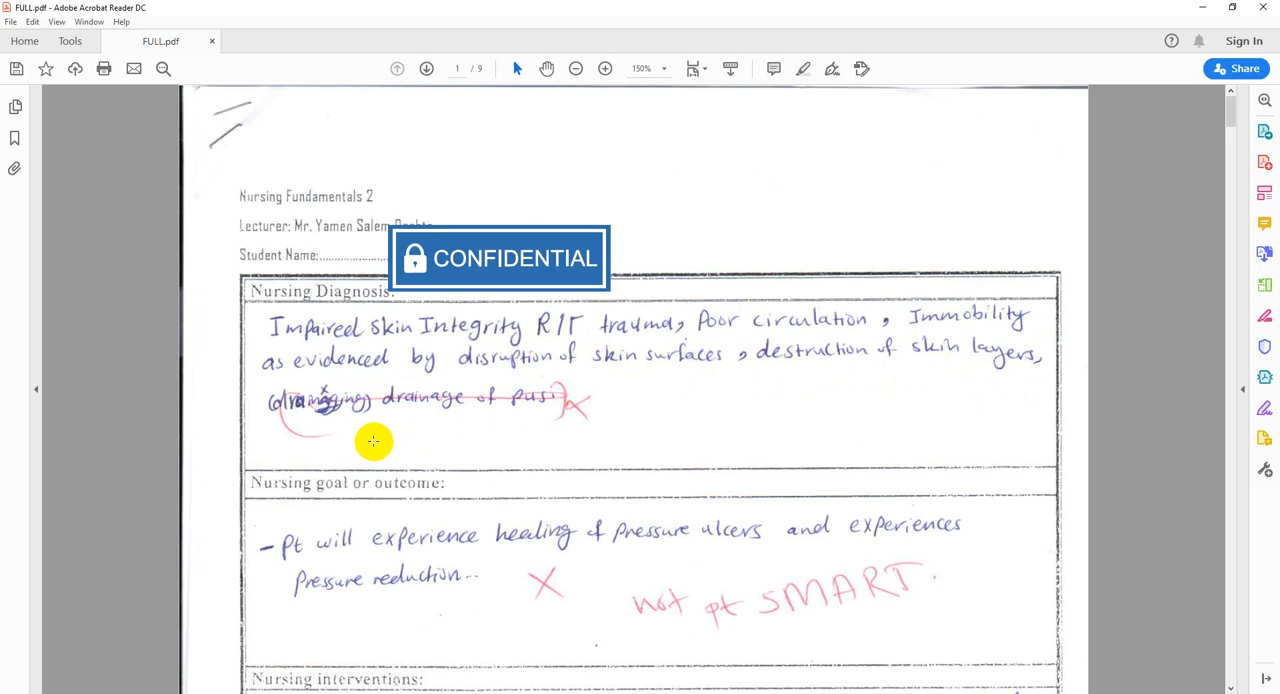 FULL.pdf - Adobe Acrobat Reader DC
File Edit View Window Help
Home Tools FULL.pdf × Sign In
1 / 9 150% Share
Nursing Fundamentals 2
Lecturer: Mr. Yamen Salem
Student Name:
CONFIDENTIAL
Nursing Diagnosis:
Impaired Skin Integrity R/T trauma, Poor circulation, Immobility
as evidenced by disruption of skin surfaces, destruction of skin layers,
drainage of pus
Nursing goal or outcome:
- Pt will experience healing of pressure ulcers and experiences
Pressure reduction..
X
not pt SMART.
Nursing interventions: